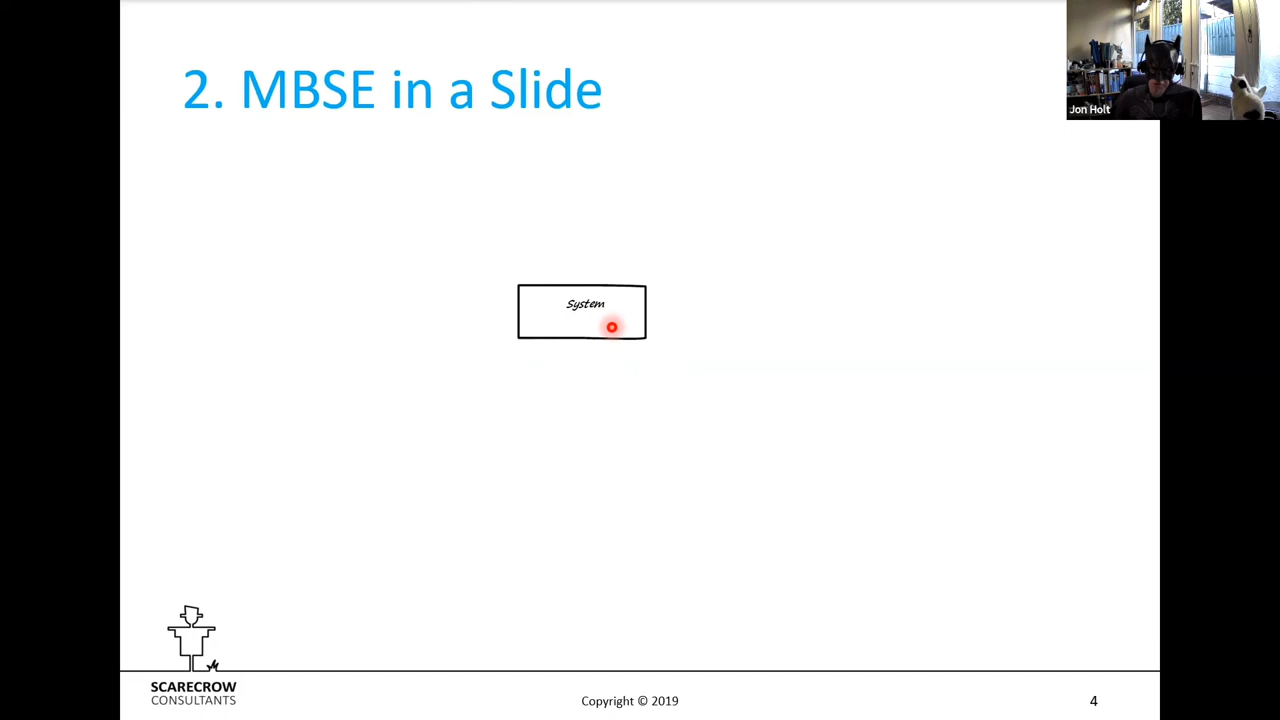 2. MBSE in a Slide
Jon Holt
System
SCARECROW
CONSULTANTS
Copyright © 2019
4